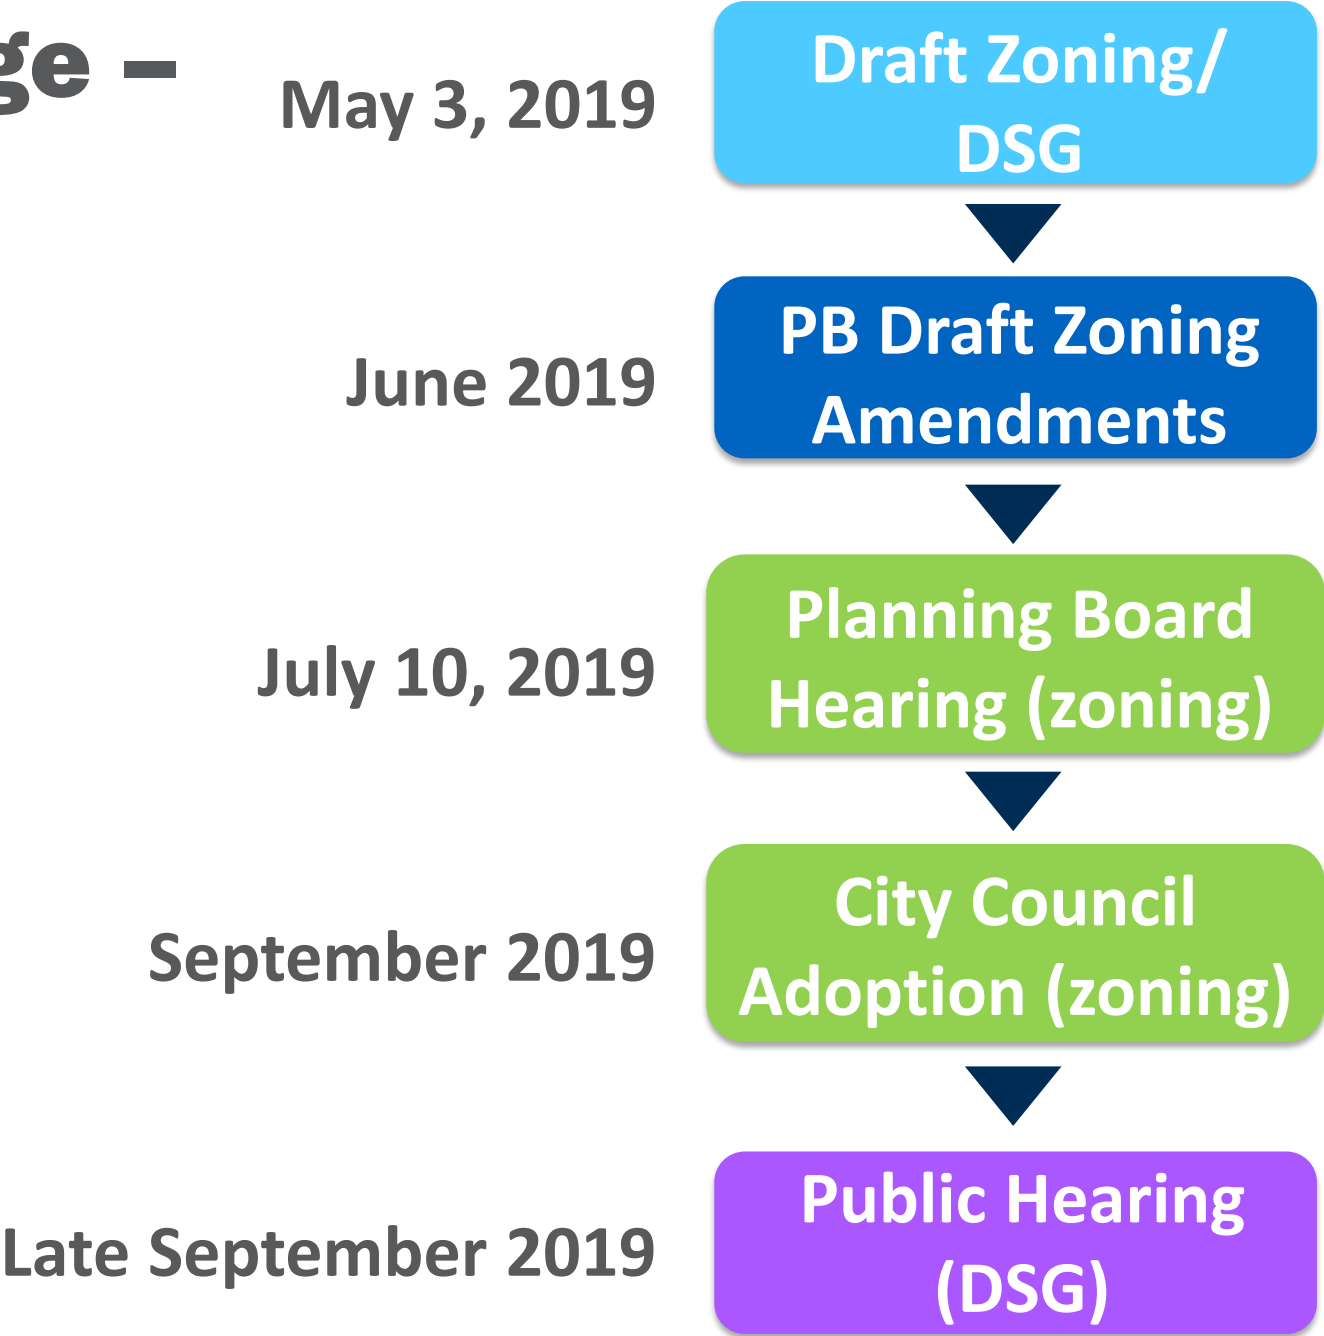 ge –
May 3, 2019
Draft Zoning/
DSG
June 2019
PB Draft Zoning
Amendments
July 10, 2019
Planning Board
Hearing (zoning)
September 2019
City Council
Adoption (zoning)
Late September 2019
Public Hearing
(DSG)